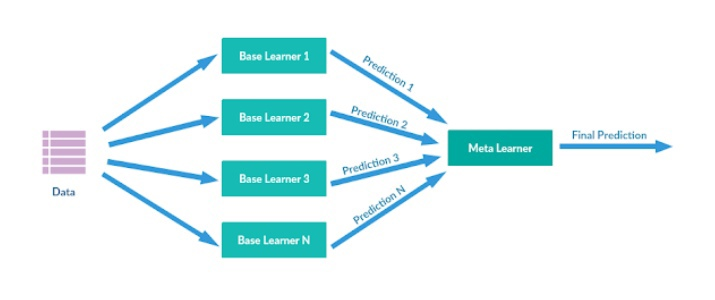 Base Learner 1
Prediction 1
Base Learner 2
Prediction 2
Data
Meta Learner
Final Prediction
Base Learner 3
Prediction 3
Base Learner N
Prediction N